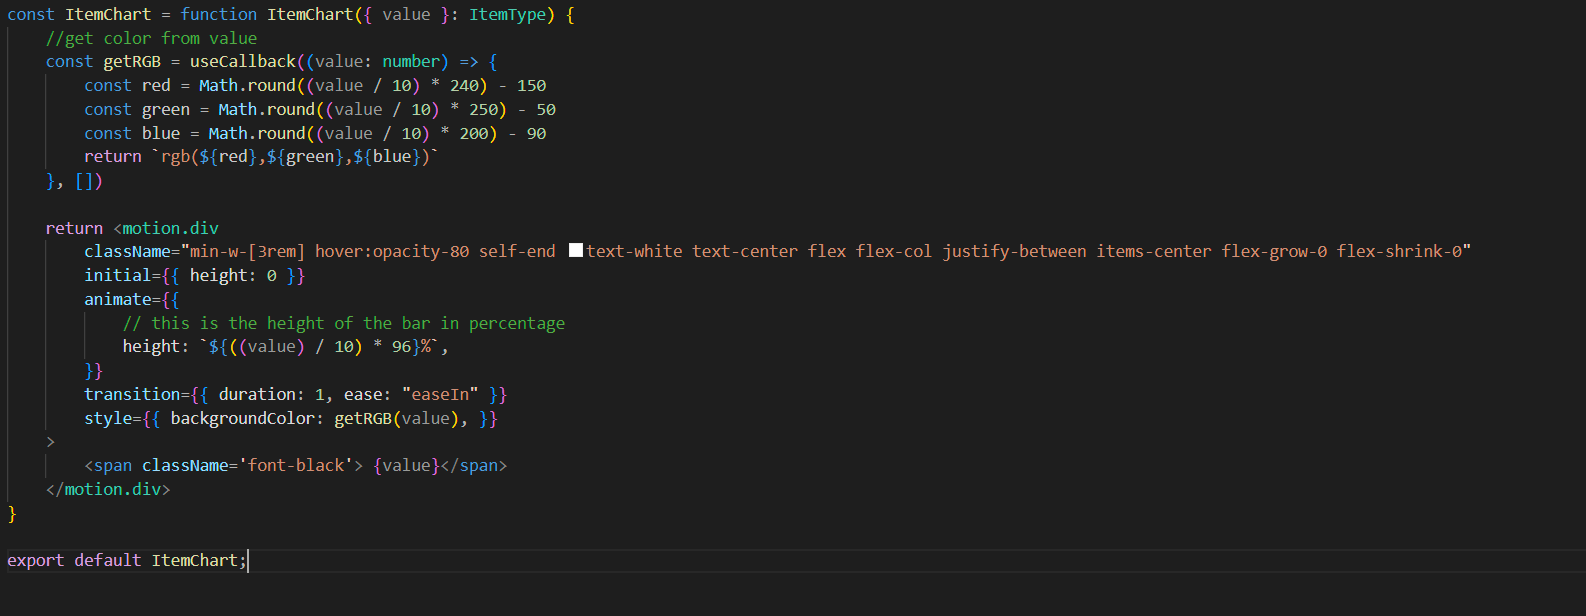 const ItemChart = function ItemChart({ value }: ItemType) {
//get color from value
const getRGB = useCallback((value: number) => {
const red = Math.round((value / 10) * 240) - 150
const green = Math.round((value / 10) * 250) - 50
const blue = Math.round((value / 10) * 200) - 90
return `rgb(${red},${green},${blue})`
}, [])
return <motion.div
className="min-w-[3rem] hover:opacity-80 self-end text-white text-center flex flex-col justify-between items-center flex-grow-0 flex-shrink-0"
initial={{ height: 0 }}
animate={{
// this is the height of the bar in percentage
height: `${((value) / 10) * 96}%`,
}}
transition={{ duration: 1, ease: "easeIn" }}
style={{ backgroundColor: getRGB(value), }}
>
<span className='font-black'> {value}</span>
</motion.div>
}
export default ItemChart;